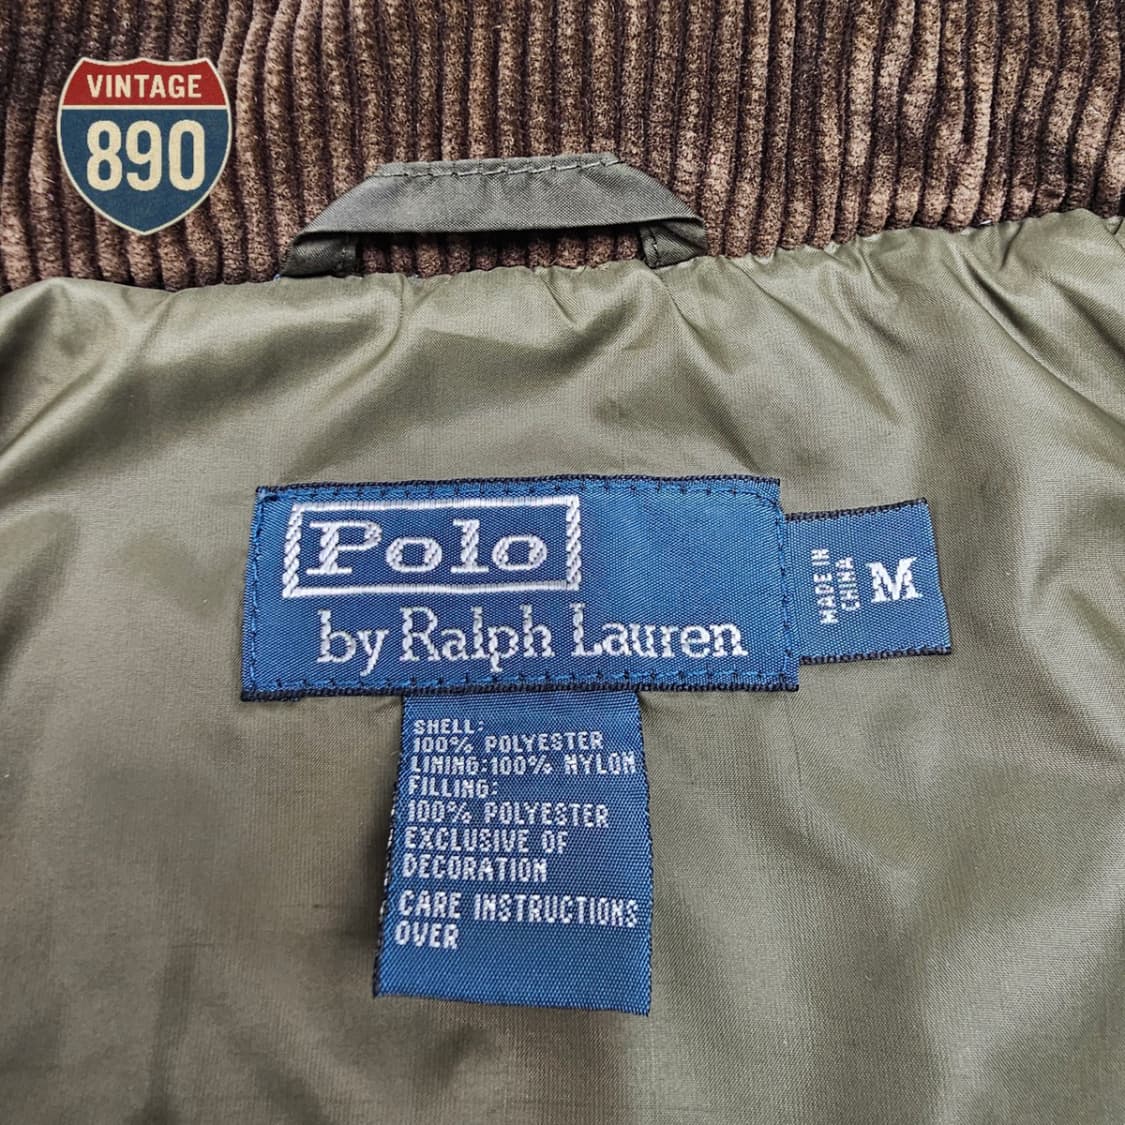 VINTAGE
890
Polo
by Ralph Lauren
MADE IN
CHINA
M
SHELL:
100% POLYESTER
LINING:100% NYLON
FILLING:
100% POLYESTER
EXCLUSIVE OF
DECORATION
CARE INSTRUCTIONS
OVER